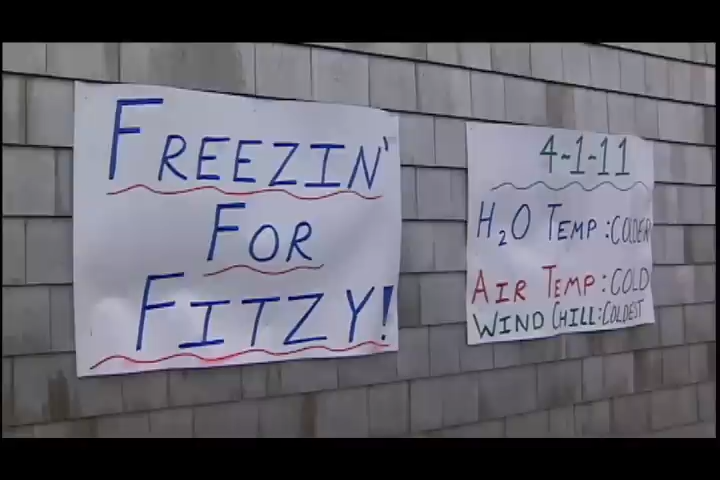 FREEZIN'
FOR
FITZY!
4-1-11
H₂O TEMP: COLDER
AIR TEMP: COLD
WIND CHILL: COLDEST